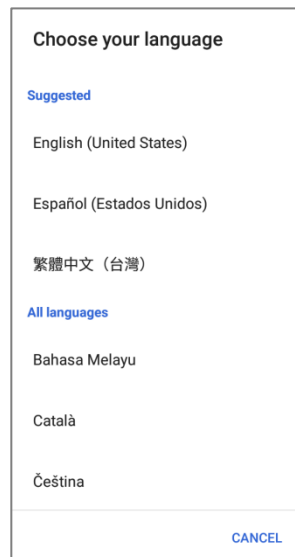 Choose your language
Suggested
English (United States)
Español (Estados Unidos)
繁體中文（台灣）
All languages
Bahasa Melayu
Català
Čeština
CANCEL